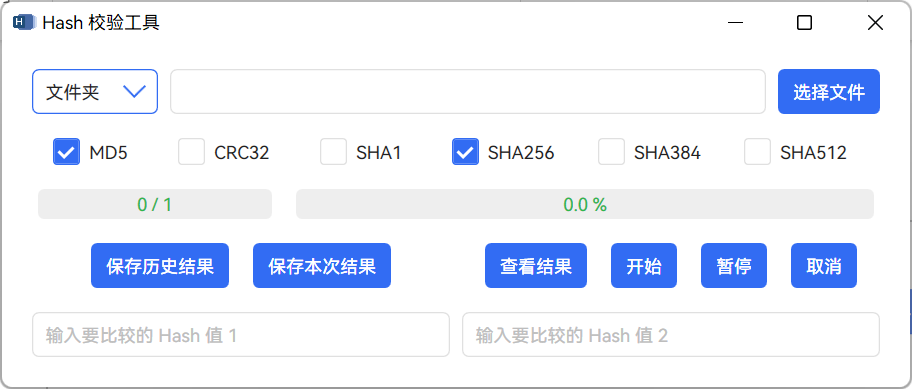 Hash 校验工具
文件夹
选择文件
MD5 CRC32 SHA1 SHA256 SHA384 SHA512
0 / 1 0.0 %
保存历史结果 保存本次结果 查看结果 开始 暂停 取消
输入要比较的 Hash 值 1 输入要比较的 Hash 值 2